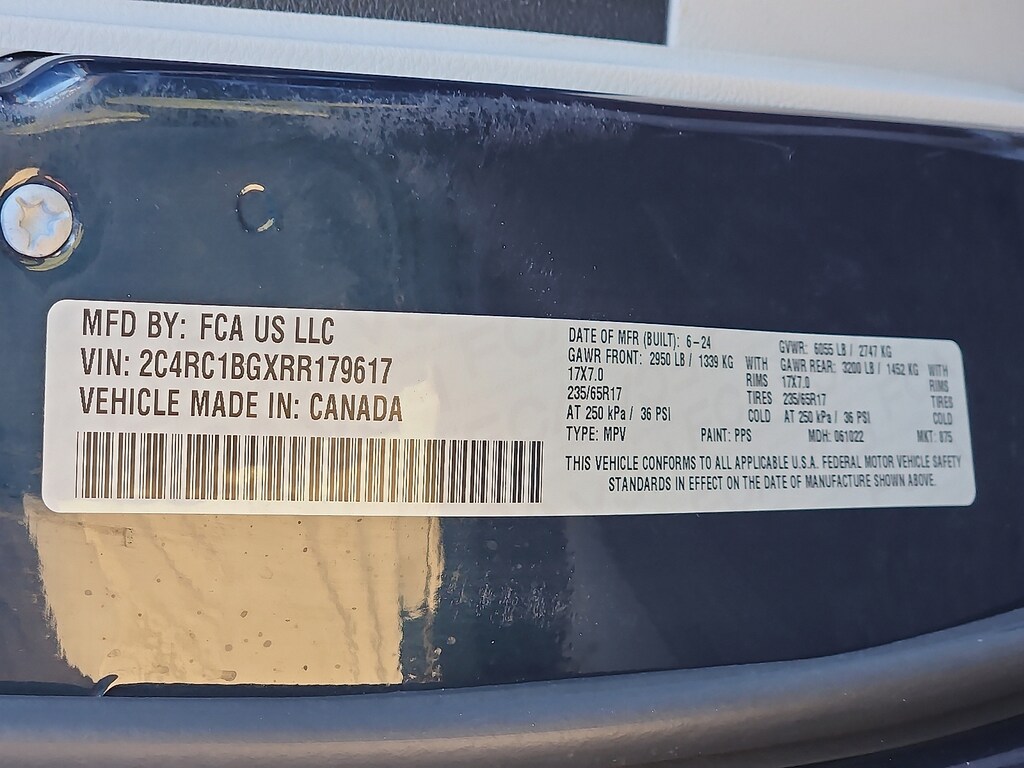 MFD BY: FCA US LLC
VIN: 2C4RC1BGXRR179617
VEHICLE MADE IN: CANADA
DATE OF MFR (BUILT): 6-24 GVWR: 6055 LB / 2747 KG
GAWR FRONT: 2950 LB / 1339 KG WITH GAWR REAR: 3200 LB / 1452 KG WITH
17X7.0 RIMS 17X7.0 RIMS
235/65R17 TIRES 235/65R17 TIRES
AT 250 kPa / 36 PSI COLD AT 250 kPa / 36 PSI COLD
TYPE: MPV PAINT: PPS MDH: 061022 MKT: 875
THIS VEHICLE CONFORMS TO ALL APPLICABLE U.S.A. FEDERAL MOTOR VEHICLE SAFETY
STANDARDS IN EFFECT ON THE DATE OF MANUFACTURE SHOWN ABOVE.